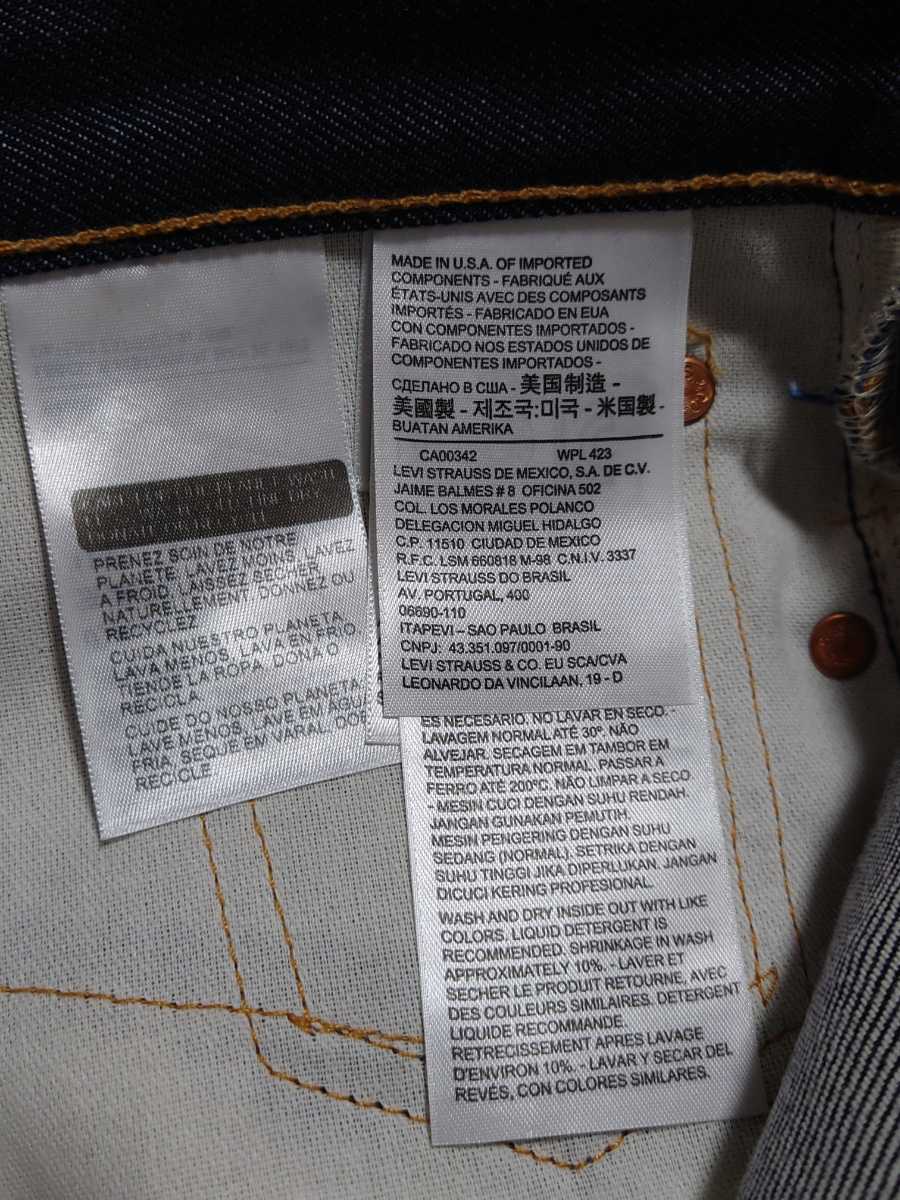 PRENEZ SOIN DE NOTRE
PLANÈTE. LAVEZ MOINS, LAVEZ
À FROID, LAISSEZ SÉCHER
NATURELLEMENT, DONNEZ OU
RECYCLEZ.
CUIDA NUESTRO PLANETA.
LAVA MENOS, LAVA EN FRÍO,
TIENDE LA ROPA, DONA O
RECICLA.
CUIDE DO NOSSO PLANETA.
LAVE MENOS, LAVE EM ÁGUA
FRIA, SEQUE EM VARAL, DOE
RECICLE.
MADE IN U.S.A. OF IMPORTED
COMPONENTS - FABRIQUÉ AUX
ÉTATS-UNIS AVEC DES COMPOSANTS
IMPORTÉS - FABRICADO EN EUA
CON COMPONENTES IMPORTADOS -
FABRICADO NOS ESTADOS UNIDOS DE
COMPONENTES IMPORTADOS -
СДЕЛАНО В США - 美国制造 -
美國製 - 제조국:미국 - 米国製 -
BUATAN AMERIKA
CA00342 WPL 423
LEVI STRAUSS DE MEXICO, S.A. DE C.V.
JAIME BALMES # 8 OFICINA 502
COL. LOS MORALES POLANCO
DELEGACION MIGUEL HIDALGO
C.P. 11510 CIUDAD DE MEXICO
R.F.C. LSM 660818 M-98 C.N.I.V. 3337
LEVI STRAUSS DO BRASIL
AV. PORTUGAL, 400
06690-110
ITAPEVI – SAO PAULO BRASIL
CNPJ: 43.351.097/0001-90
LEVI STRAUSS & CO. EU SCA/CVA
LEONARDO DA VINCILAAN, 19 - D
ES NECESARIO. NO LAVAR EN SECO. -
LAVAGEM NORMAL ATÉ 30º. NÃO
ALVEJAR. SECAGEM EM TAMBOR EM
TEMPERATURA NORMAL. PASSAR A
FERRO ATÉ 200ºC. NÃO LIMPAR A SECO.
- MESIN CUCI DENGAN SUHU RENDAH.
JANGAN GUNAKAN PEMUTIH.
MESIN PENGERING DENGAN SUHU
SEDANG (NORMAL). SETRIKA DENGAN
SUHU TINGGI JIKA DIPERLUKAN. JANGAN
DICUCI KERING PROFESIONAL.
WASH AND DRY INSIDE OUT WITH LIKE
COLORS. LIQUID DETERGENT IS
RECOMMENDED. SHRINKAGE IN WASH
APPROXIMATELY 10%. - LAVER ET
SECHER LE PRODUIT RETOURNE, AVEC
DES COULEURS SIMILAIRES. DETERGENT
LIQUIDE RECOMMANDE.
RETRECISSEMENT APRES LAVAGE
D'ENVIRON 10%. - LAVAR Y SECAR DEL
REVÉS, CON COLORES SIMILARES.